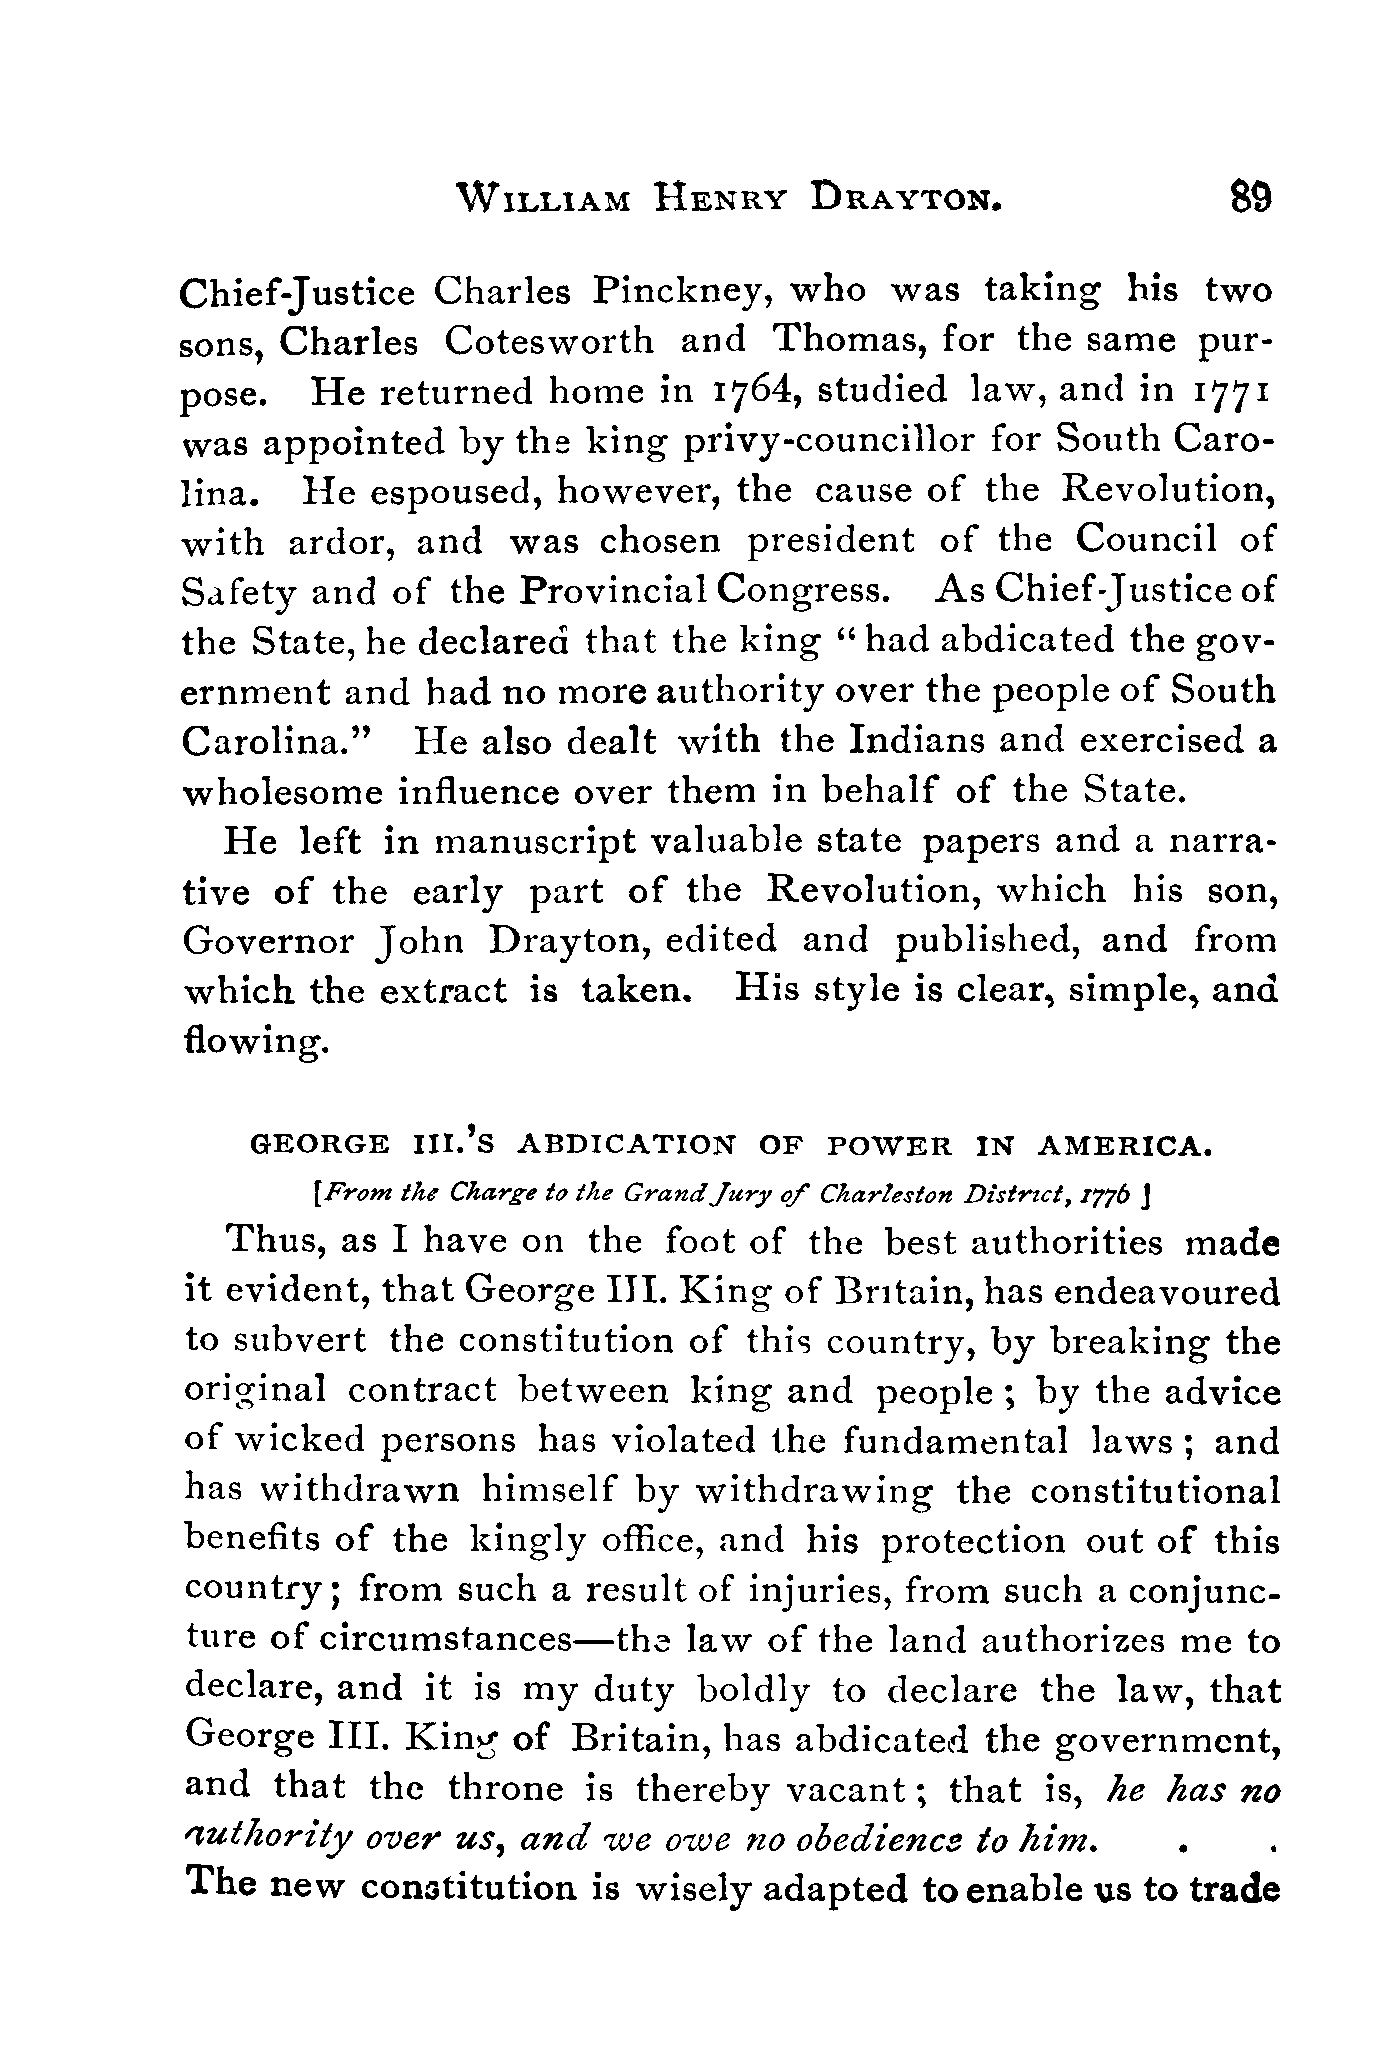 William Henry Drayton. 89
Chief-Justice Charles Pinckney, who was taking his two
sons, Charles Cotesworth and Thomas, for the same pur-
pose. He returned home in 1764, studied law, and in 1771
was appointed by the king privy-councillor for South Caro-
lina. He espoused, however, the cause of the Revolution,
with ardor, and was chosen president of the Council of
Safety and of the Provincial Congress. As Chief-Justice of
the State, he declared that the king “had abdicated the gov-
ernment and had no more authority over the people of South
Carolina.” He also dealt with the Indians and exercised a
wholesome influence over them in behalf of the State.
He left in manuscript valuable state papers and a narra-
tive of the early part of the Revolution, which his son,
Governor John Drayton, edited and published, and from
which the extract is taken. His style is clear, simple, and
flowing.
GEORGE III.'S ABDICATION OF POWER IN AMERICA.
[From the Charge to the Grand Jury of Charleston District, 1776 ]
Thus, as I have on the foot of the best authorities made
it evident, that George III. King of Britain, has endeavoured
to subvert the constitution of this country, by breaking the
original contract between king and people ; by the advice
of wicked persons has violated the fundamental laws ; and
has withdrawn himself by withdrawing the constitutional
benefits of the kingly office, and his protection out of this
country ; from such a result of injuries, from such a conjunc-
ture of circumstances—the law of the land authorizes me to
declare, and it is my duty boldly to declare the law, that
George III. King of Britain, has abdicated the government,
and that the throne is thereby vacant ; that is, he has no
authority over us, and we owe no obedience to him. . .
The new constitution is wisely adapted to enable us to trade